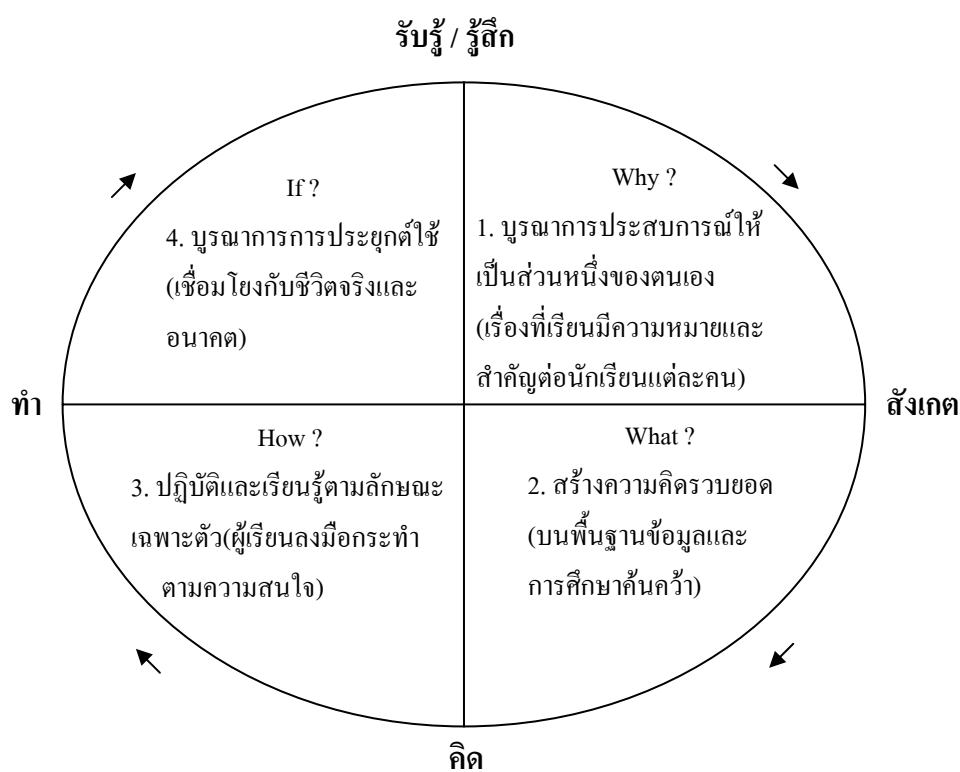 รับรู้ / รู้สึก
If ?
4. บูรณาการการประยุกต์ใช้
(เชื่อมโยงกับชีวิตจริงและ
อนาคต)
Why ?
1. บูรณาการประสบการณ์ให้
เป็นส่วนหนึ่งของตนเอง
(เรื่องที่เรียนมีความหมายและ
สำคัญต่อนักเรียนแต่ละคน)
ทำ
สังเกต
How ?
3. ปฏิบัติและเรียนรู้ตามลักษณะ
เฉพาะตัว(ผู้เรียนลงมือกระทำ
ตามความสนใจ)
What ?
2. สร้างความคิดรวบยอด
(บนพื้นฐานข้อมูลและ
การศึกษาค้นคว้า)
คิด